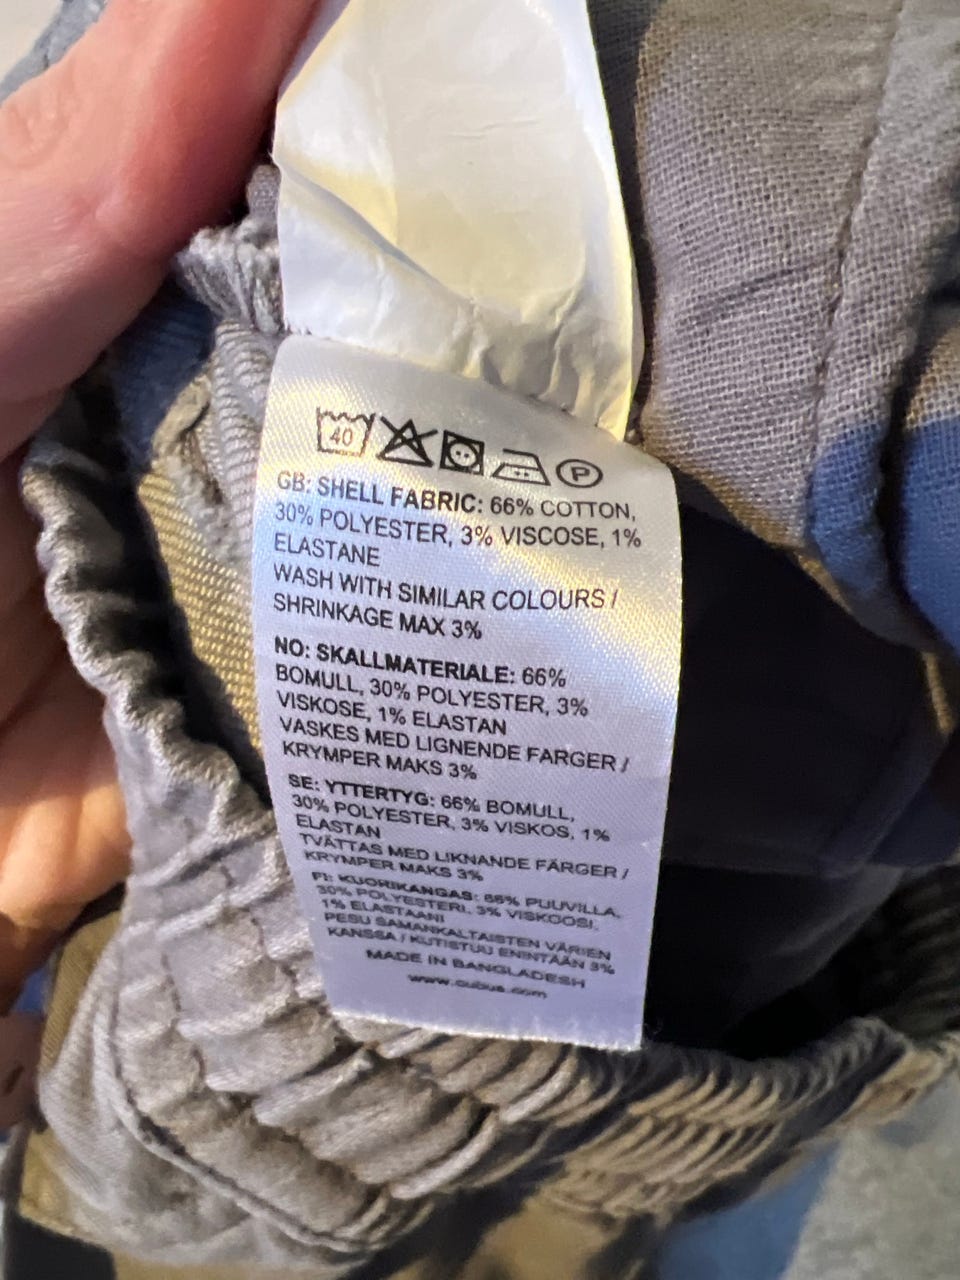 40 P
GB: SHELL FABRIC: 66% COTTON,
30% POLYESTER, 3% VISCOSE, 1%
ELASTANE
WASH WITH SIMILAR COLOURS /
SHRINKAGE MAX 3%
NO: SKALLMATERIALE: 66%
BOMULL, 30% POLYESTER, 3%
VISKOSE, 1% ELASTAN
VASKES MED LIGNENDE FARGER /
KRYMPER MAKS 3%
SE: YTTERTYG: 66% BOMULL,
30% POLYESTER, 3% VISKOS, 1%
ELASTAN
TVÄTTAS MED LIKNANDE FÄRGER /
KRYMPER MAKS 3%
FI: KUORIKANGAS: 66% PUUVILLA,
30% POLYESTERI, 3% VISKOOSI,
1% ELASTAANI
PESU SAMANKALTAISTEN VÄRIEN
KANSSA / KUTISTUU ENINTÄÄN 3%
MADE IN BANGLADESH
www.cubus.com